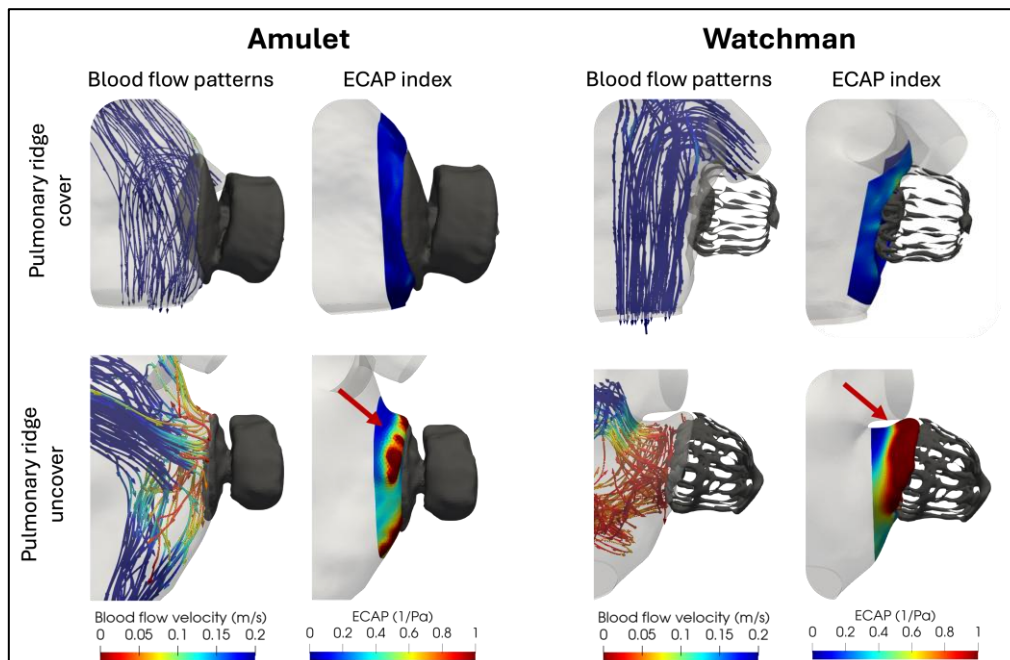 Amulet
Watchman
Blood flow patterns
ECAP index
Blood flow patterns
ECAP index
Pulmonary ridge
cover
Pulmonary ridge
uncover
Blood flow velocity (m/s)
0 0.05 0.1 0.15 0.2
ECAP (1/Pa)
0 0.2 0.4 0.6 0.8 1
Blood flow velocity (m/s)
0 0.05 0.1 0.15 0.2
ECAP (1/Pa)
0 0.2 0.4 0.6 0.8 1